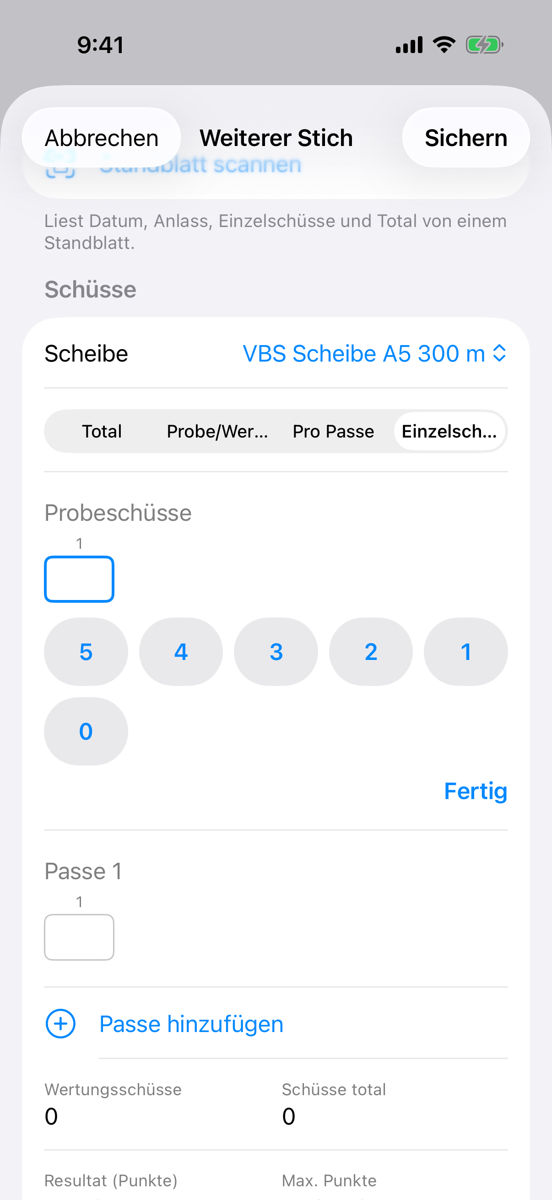 9:41
Abbrechen
Weiterer Stich
Sichern
Standblatt scannen
Liest Datum, Anlass, Einzelschüsse und Total von einem
Standblatt.
Schüsse
Scheibe
VBS Scheibe A5 300 m
Total
Probe/Wer...
Pro Passe
Einzelsch...
Probeschüsse
1
5
4
3
2
1
0
Fertig
Passe 1
1
Passe hinzufügen
Wertungsschüsse
Schüsse total
0
0
Resultat (Punkte)
Max. Punkte